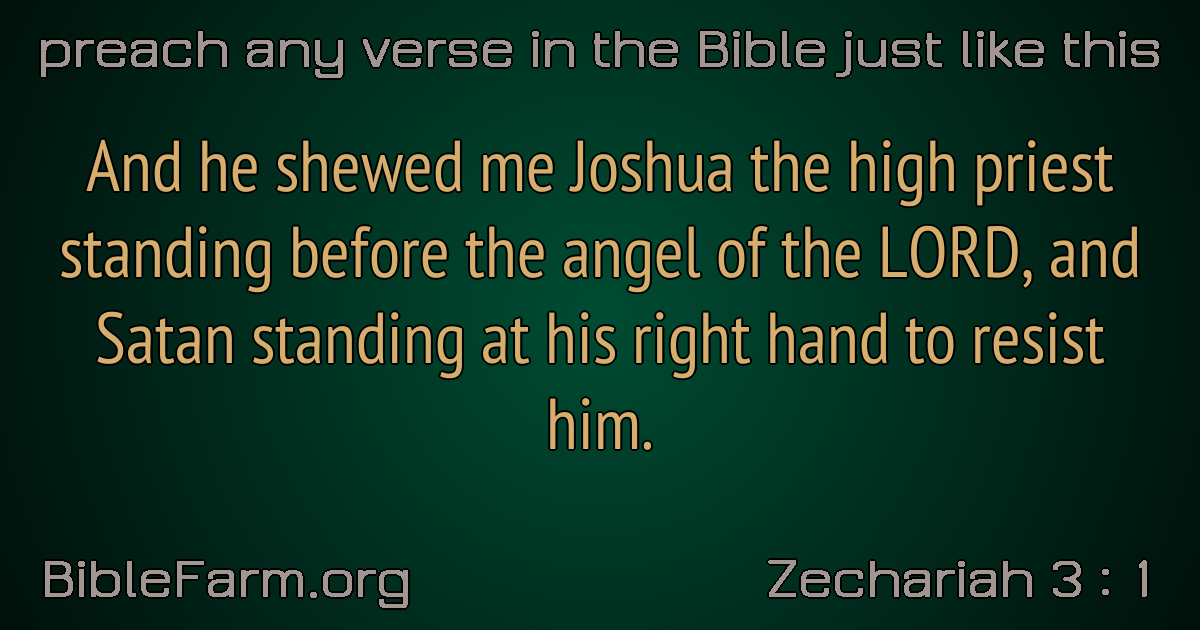 preach any verse in the Bible just like this
And he shewed me Joshua the high priest
standing before the angel of the LORD, and
Satan standing at his right hand to resist
him.
BibleFarm.org
Zechariah 3 : 1